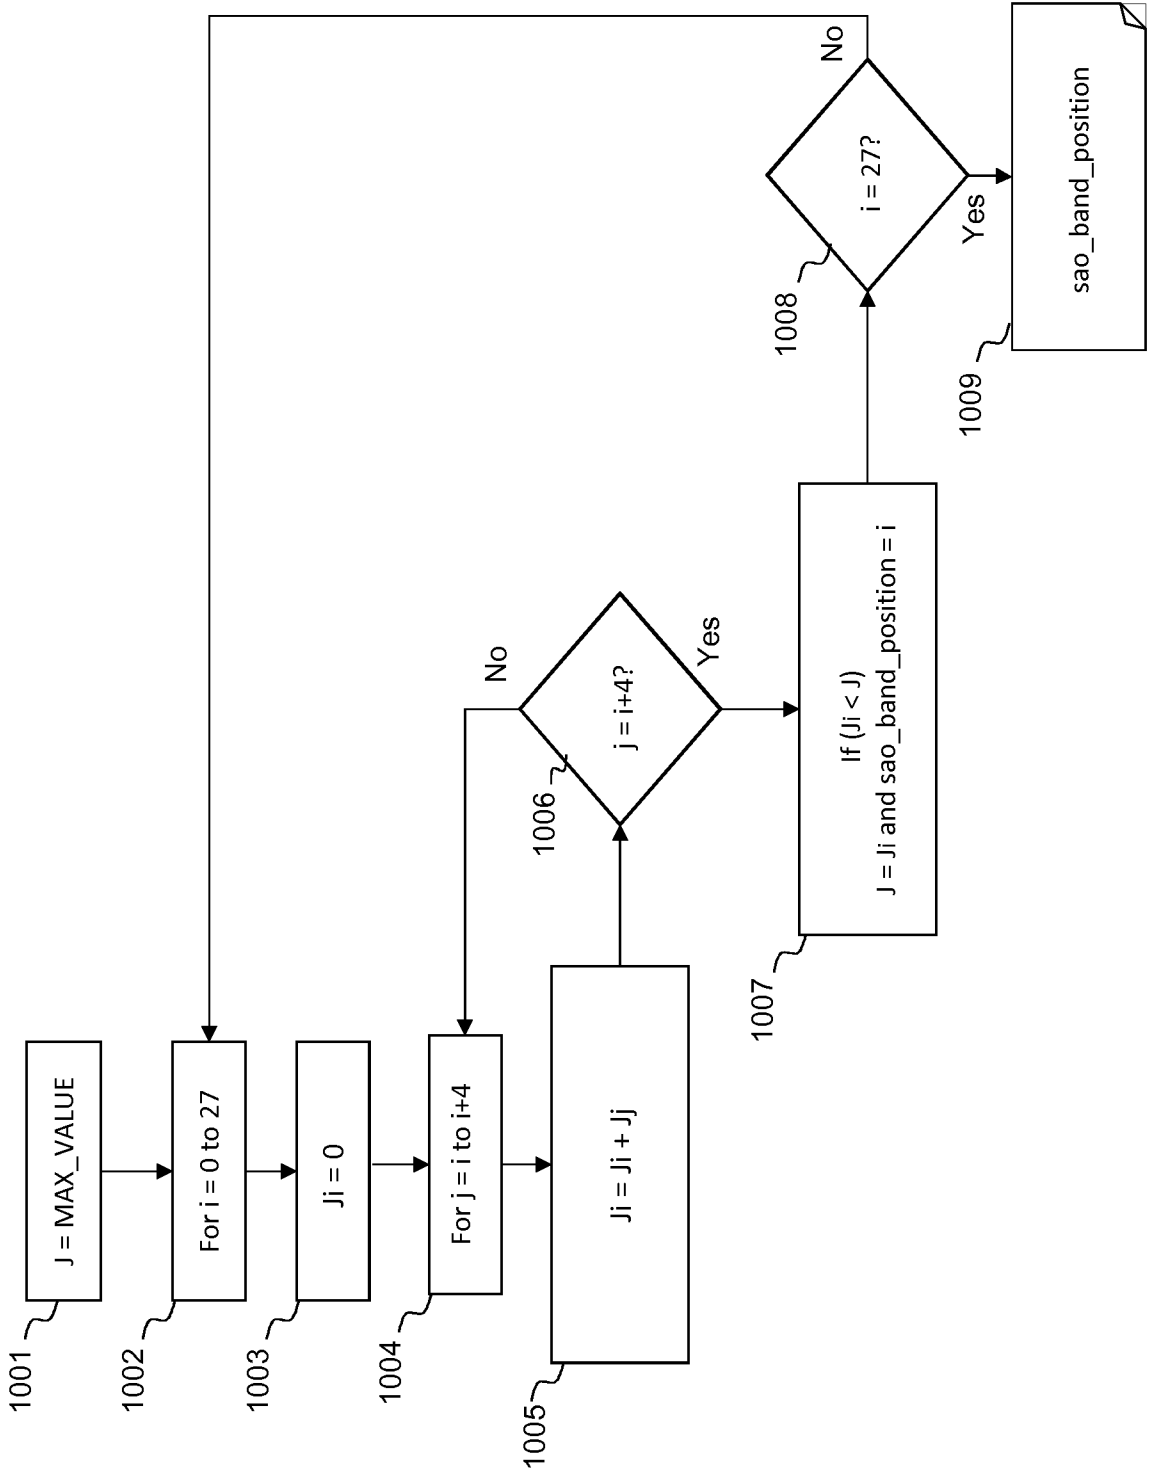 1001
J = MAX_VALUE
1002
For i = 0 to 27
1003
Ji = 0
1004
For j = i to i+4
1005
Ji = Ji + Jj
1006
j = i+4?
No
Yes
1007
If (Ji < J)
J = Ji and sao_band_position = i
1008
i = 27?
No
Yes
1009
sao_band_position